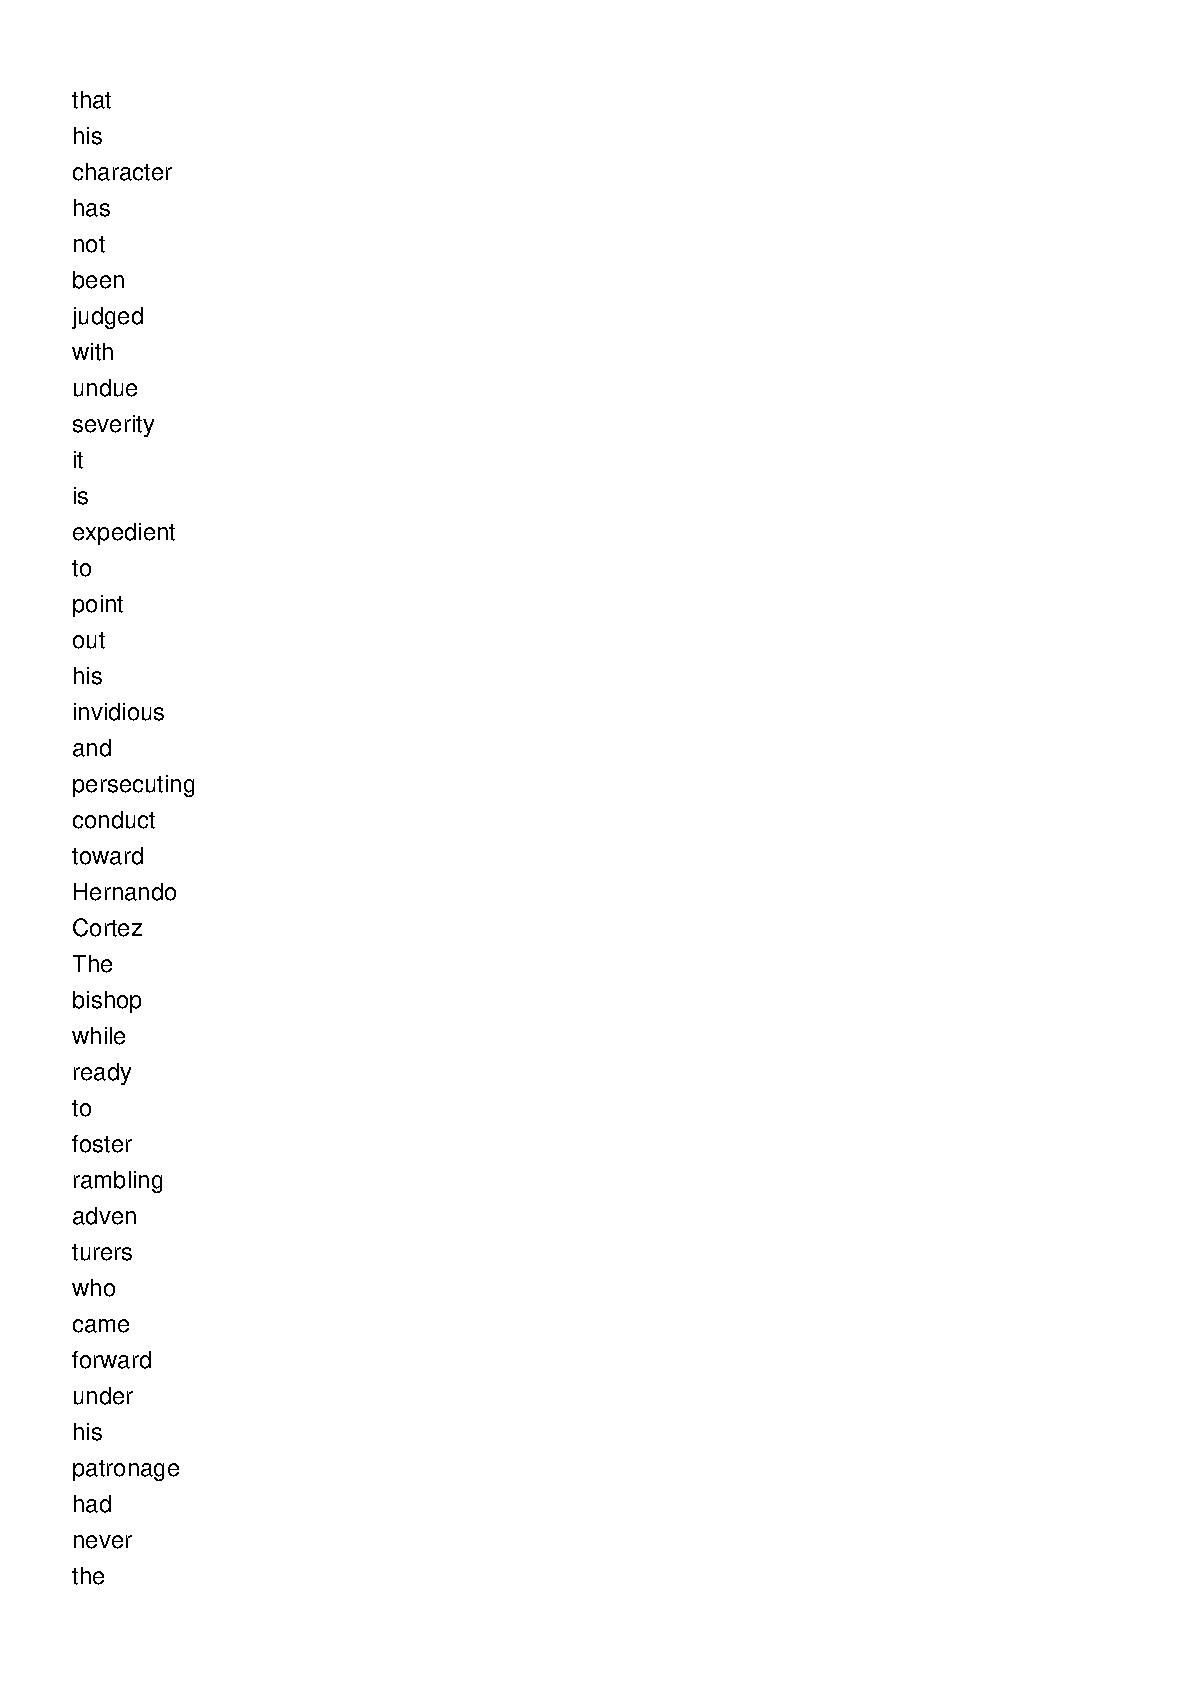 that
his
character
has
not
been
judged
with
undue
severity
it
is
expedient
to
point
out
his
invidious
and
persecuting
conduct
toward
Hernando
Cortez
The
bishop
while
ready
to
foster
rambling
adven
turers
who
came
forward
under
his
patronage
had
never
the